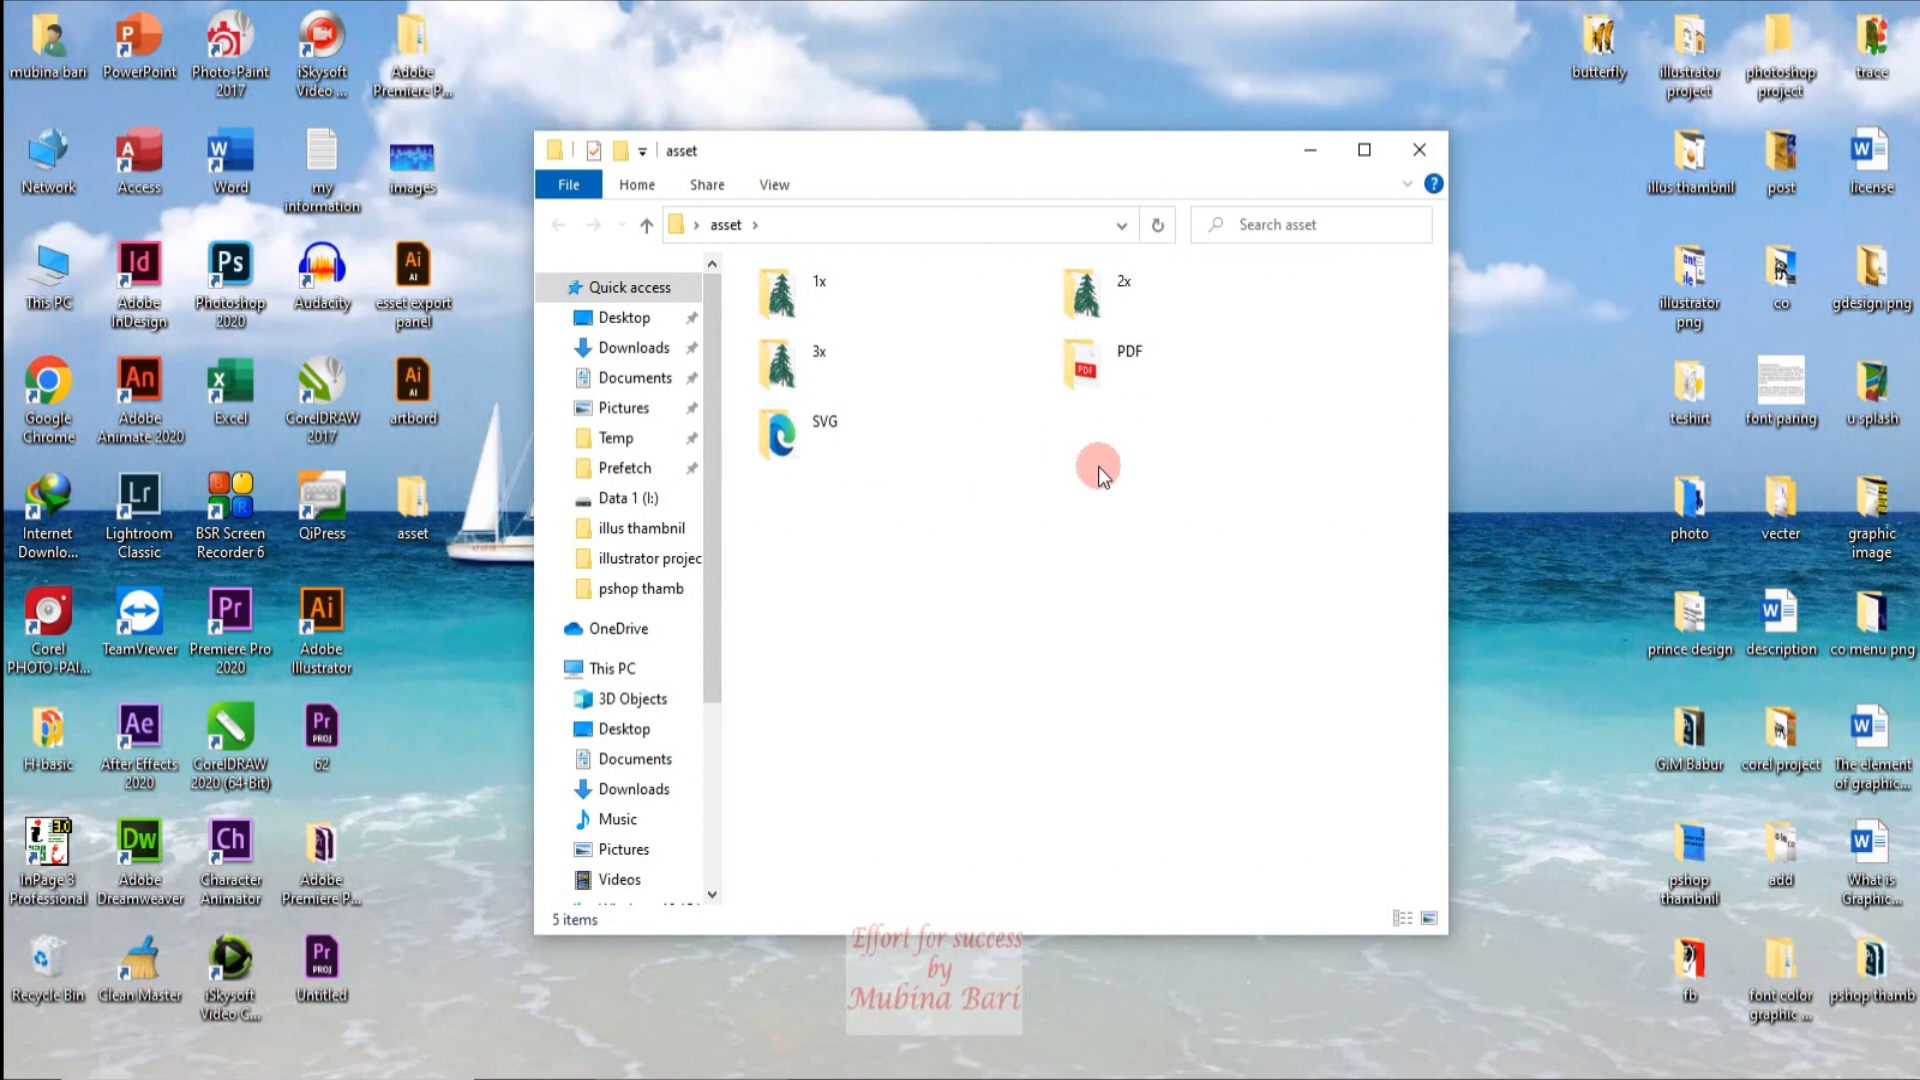 mubina bari
PowerPoint
Photo-Paint
2017
iSkysoft
Video ...
Adobe
Premiere P...
Network
Access
Word
my
information
images
This PC
Adobe
InDesign
Photoshop
2020
Audacity
esset export
panel
Google
Chrome
Adobe
Animate 2020
Excel
CorelDRAW
2017
artbord
Internet
Downlo...
Lightroom
Classic
BSR Screen
Recorder 6
QiPress
asset
Corel
PHOTO-PAI...
TeamViewer
Premiere Pro
2020
Adobe
Illustrator
H-basic
After Effects
2020
CorelDRAW
2020 (64-Bit)
62
InPage 3
Professional
Adobe
Dreamweaver
Character
Animator
Adobe
Premiere P...
Recycle Bin
Clean Master
iSkysoft
Video C...
Untitled
asset
File
Home
Share
View
asset
Search asset
Quick access
Desktop
Downloads
Documents
Pictures
Temp
Prefetch
Data 1 (I:)
illus thambnil
illustrator projec
pshop thamb
OneDrive
This PC
3D Objects
Desktop
Documents
Downloads
Music
Pictures
Videos
1x
2x
3x
PDF
PDF
SVG
5 items
Effort for success
by
Mubina Bari
butterfly
illustrator
project
photoshop
project
trace
illus thambnil
post
license
illustrator
png
co
gdesign png
teshirt
font paring
u splash
photo
vecter
graphic
image
prince design
description
co menu png
G.M Babur
corel project
The element
of graphic...
pshop
thambnil
add
What is
Graphic...
fb
font color
graphic ...
pshop thamb